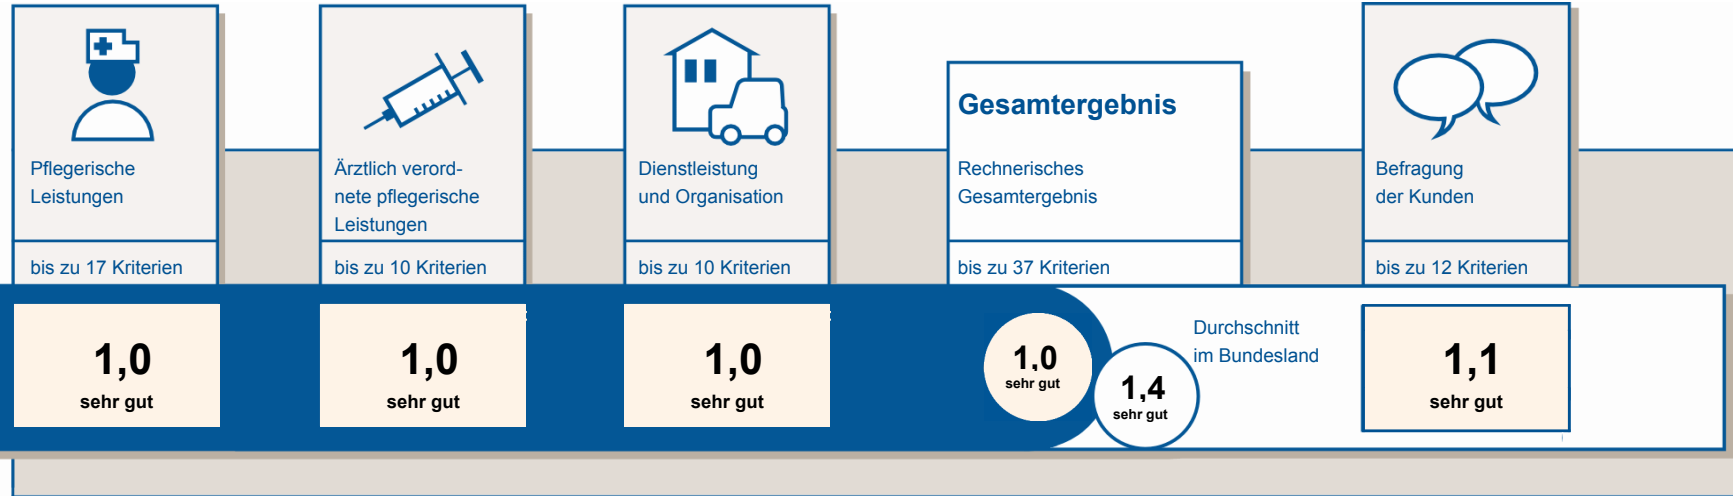 Pflegerische
Leistungen
bis zu 17 Kriterien
1,0
sehr gut
Ärztlich verord-
nete pflegerische
Leistungen
bis zu 10 Kriterien
1,0
sehr gut
Dienstleistung
und Organisation
bis zu 10 Kriterien
1,0
sehr gut
Gesamtergebnis
Rechnerisches
Gesamtergebnis
bis zu 37 Kriterien
1,0
sehr gut
1,4
sehr gut
Durchschnitt
im Bundesland
Befragung
der Kunden
bis zu 12 Kriterien
1,1
sehr gut